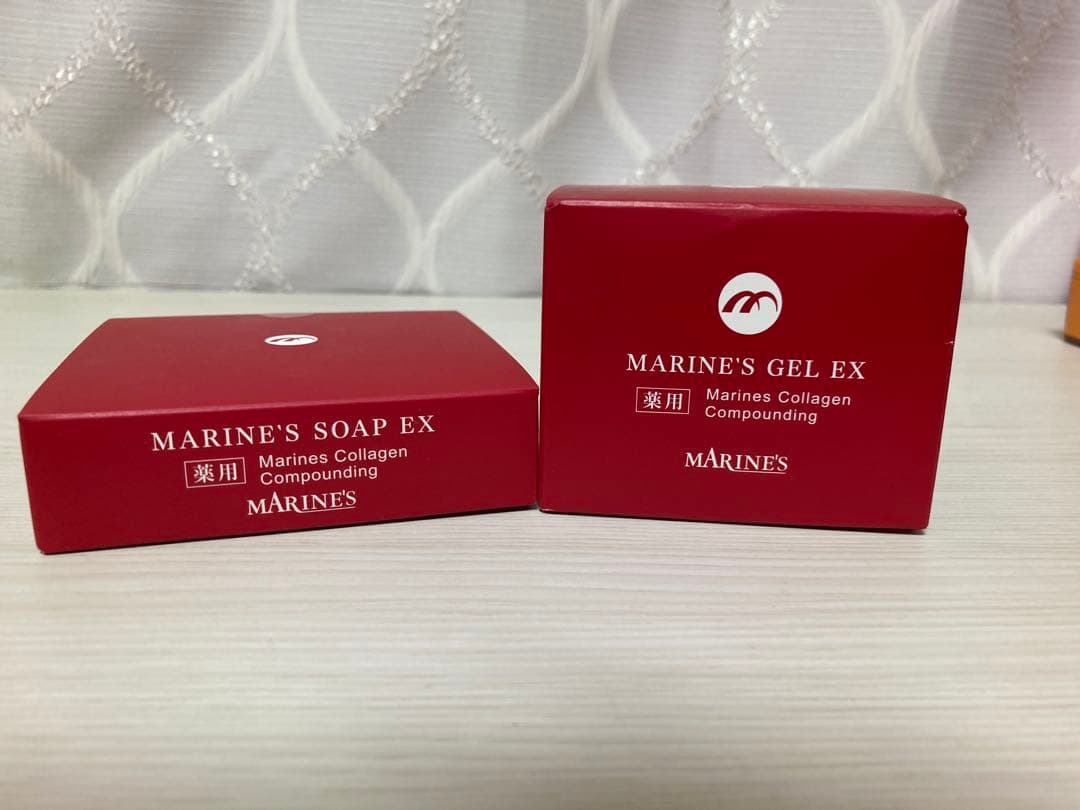 MARINE'S SOAP EX
薬用
Marines Collagen
Compounding
MARINE'S
MARINE'S GEL EX
薬用
Marines Collagen
Compounding
MARINE'S